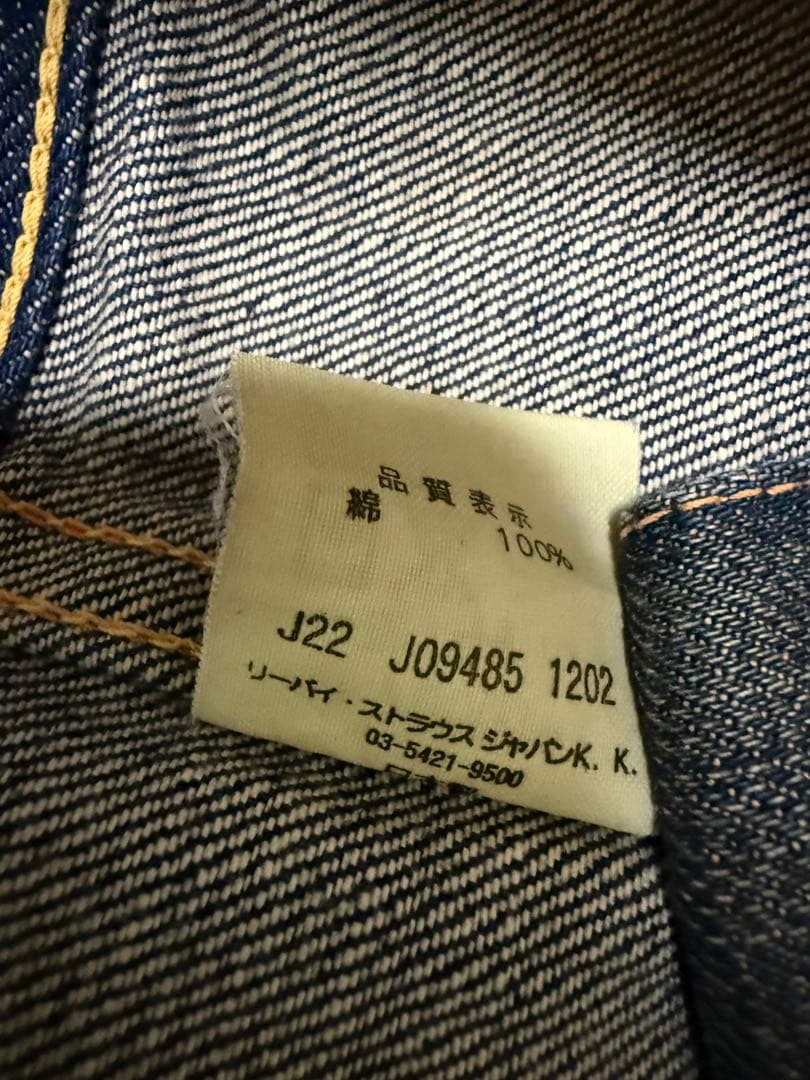 品質表示
綿 100%
J22 J09485 1202
リーバイ・ストラウス ジャパンK. K.
03-5421-9500